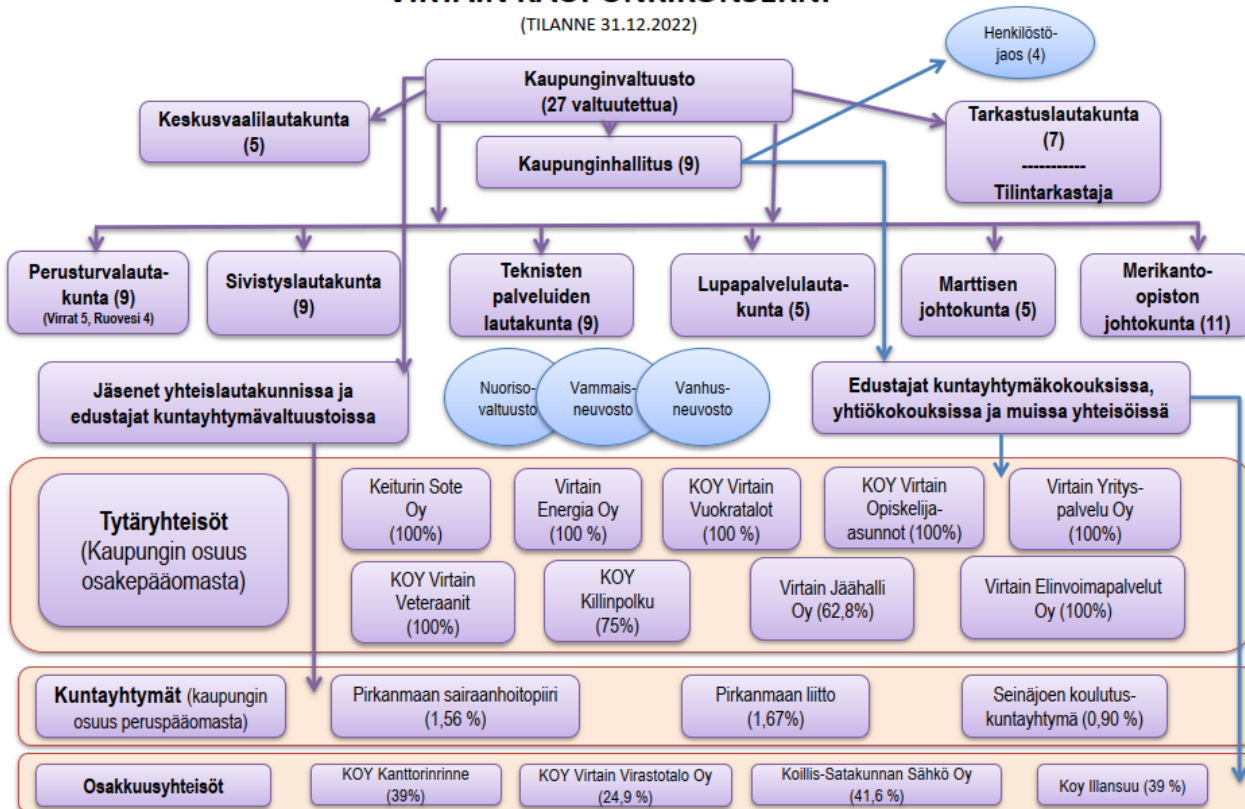 (TILANNE 31.12.2022)
Henkilöstö-
jaos (4)
Kaupunginvaltuusto
(27 valtuutettua)
Keskusvaalilautakunta
(5)
Kaupunginhallitus (9)
Tarkastuslautakunta
(7)
-----------
Tilintarkastaja
Perusturvalauta-
kunta (9)
(Virrat 5, Ruovesi 4)
Sivistyslautakunta
(9)
Teknisten
palveluiden
lautakunta (9)
Lupapalvelulauta-
kunta (5)
Marttisen
johtokunta (5)
Merikanto-
opiston
johtokunta (11)
Jäsenet yhteislautakunnissa ja
edustajat kuntayhtymävaltuustoissa
Nuoriso-
valtuusto
Vammais-
neuvosto
Vanhus-
neuvosto
Edustajat kuntayhtymäkokouksissa,
yhtiökokouksissa ja muissa yhteisöissä
Tytäryhteisöt
(Kaupungin osuus
osakepääomasta)
Keiturin Sote
Oy
(100%)
Virtain
Energia Oy
(100 %)
KOY Virtain
Vuokratalot
(100 %)
KOY Virtain
Opiskelija-
asunnot (100%)
Virtain Yritys-
palvelu Oy
(100%)
KOY Virtain
Veteraanit
(100%)
KOY
Killinpolku
(75%)
Virtain Jäähalli
Oy (62,8%)
Virtain Elinvoimapalvelut
Oy (100%)
Kuntayhtymät (kaupungin
osuus peruspääomasta)
Pirkanmaan sairaanhoitopiiri
(1,56 %)
Pirkanmaan liitto
(1,67%)
Seinäjoen koulutus-
kuntayhtymä (0,90 %)
Osakkuusyhteisöt
KOY Kanttorinrinne
(39%)
KOY Virtain Virastotalo Oy
(24,9 %)
Koillis-Satakunnan Sähkö Oy
(41,6 %)
Koy Illansuu (39 %)